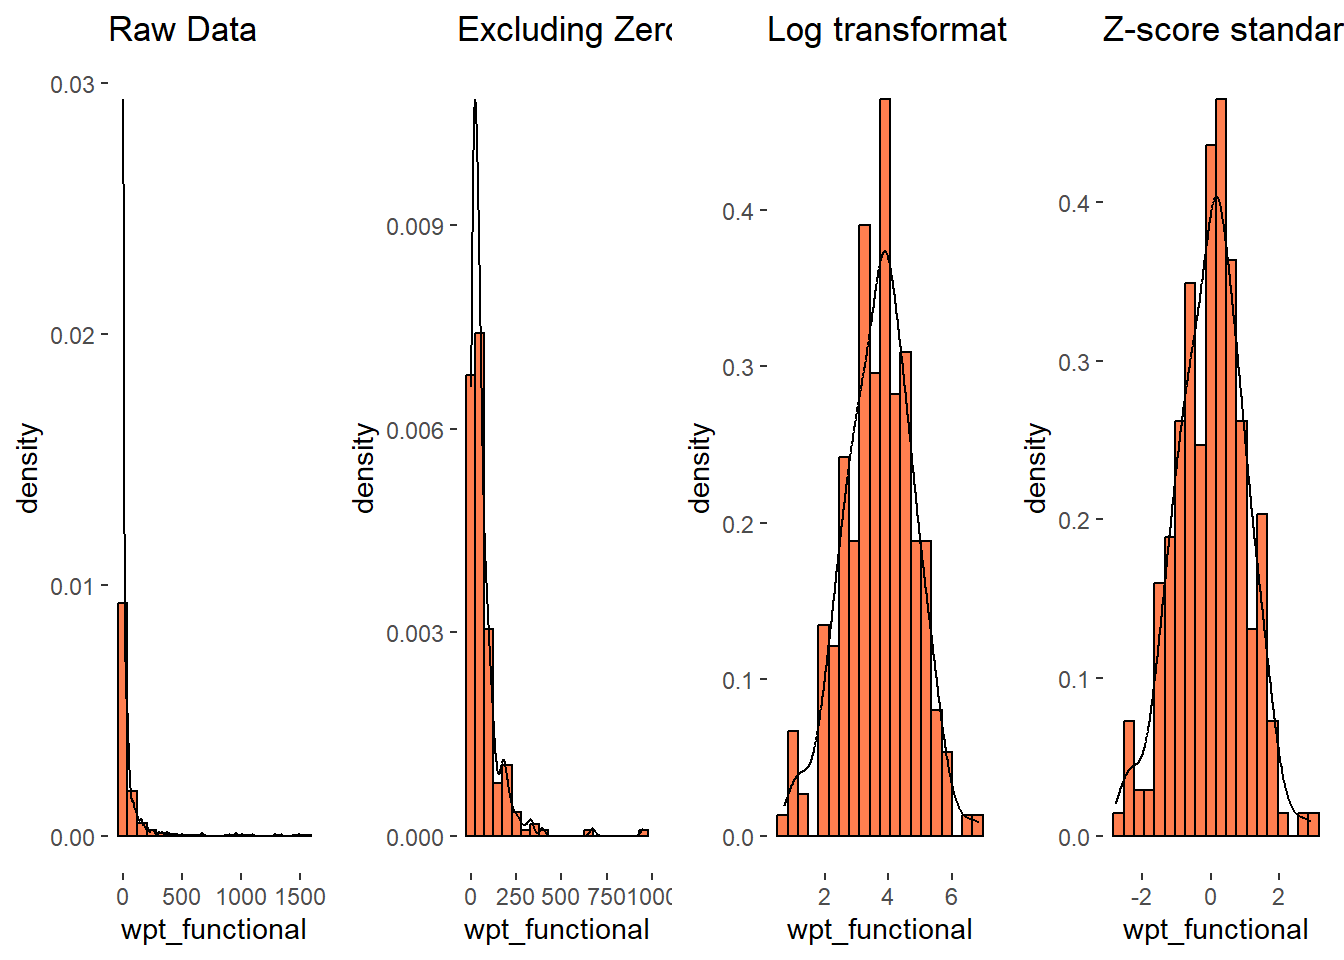 Raw Data
0.03
0.02
0.01
0.00
density
0 500 1000 1500
wpt_functional
Excluding Zero
0.009
0.006
0.003
0.000
density
0 250 500 750 1000
wpt_functional
Log transformat
0.4
0.3
0.2
0.1
0.0
density
2 4 6
wpt_functional
Z-score standar
0.4
0.3
0.2
0.1
0.0
density
-2 0 2
wpt_functional